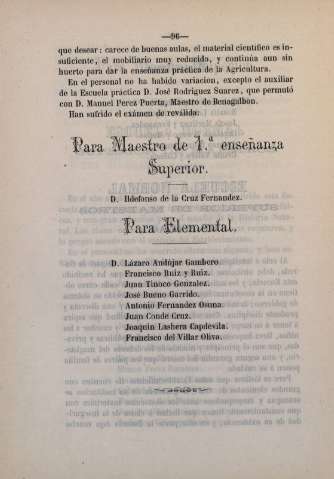 —96—
que desear: carece de buenas aulas, el material científico es in-
suficiente, el mobiliario muy reducido, y continúa aun sin
huerto para dar la enseñanza práctica de la Agricultura.
En el personal no ha habido variacion, excepto el auxiliar
de la Escuela práctica D. José Rodriguez Suarez, que permutó
con D. Manuel Perez Puerta, Maestro de Benagalbon.
Han sufrido el exámen de reválida:
Para Maestro de 1.ª enseñanza
Superior.
D. Ildefonso de la Cruz Fernandez.
Para Elemental.
D. Lázaro Andújar Gambero.
Francisco Ruiz y Ruiz.
Juan Tinoco Gonzalez.
José Bueno Garrido.
Antonio Fernandez Osuna.
Juan Conde Cruz.
Joaquin Lashera Capdevila.
Francisco del Villar Oliva.